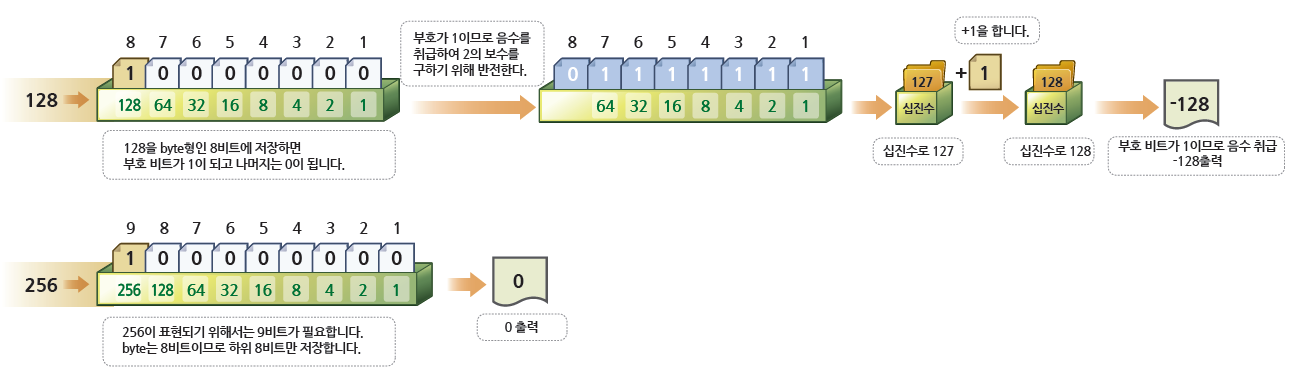 8 7 6 5 4 3 2 1
1 0 0 0 0 0 0 0
128
128 64 32 16 8 4 2 1
128을 byte형인 8비트에 저장하면
부호 비트가 1이 되고 나머지는 0이 됩니다.
부호가 1이므로 음수를
취급하여 2의 보수를
구하기 위해 반전한다.
8 7 6 5 4 3 2 1
0 1 1 1 1 1 1 1
64 32 16 8 4 2 1
+1을 합니다.
127 + 1 128
십진수 십진수
-128
십진수로 127
십진수로 128
부호 비트가 1이므로 음수 취급
-128출력
9 8 7 6 5 4 3 2 1
1 0 0 0 0 0 0 0 0
256
256 128 64 32 16 8 4 2 1
256이 표현되기 위해서는 9비트가 필요합니다.
byte는 8비트이므로 하위 8비트만 저장합니다.
0
0 출력